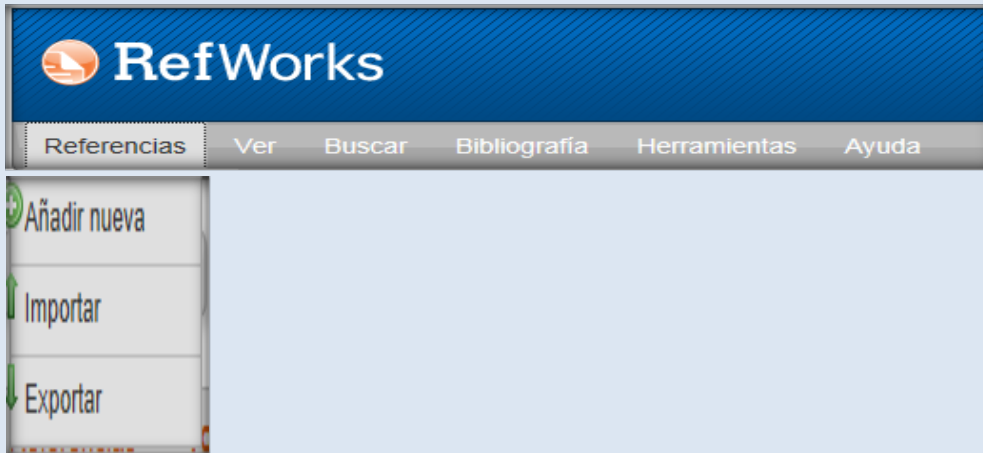 RefWorks
Referencias Ver Buscar Bibliografía Herramientas Ayuda
Añadir nueva
Importar
Exportar